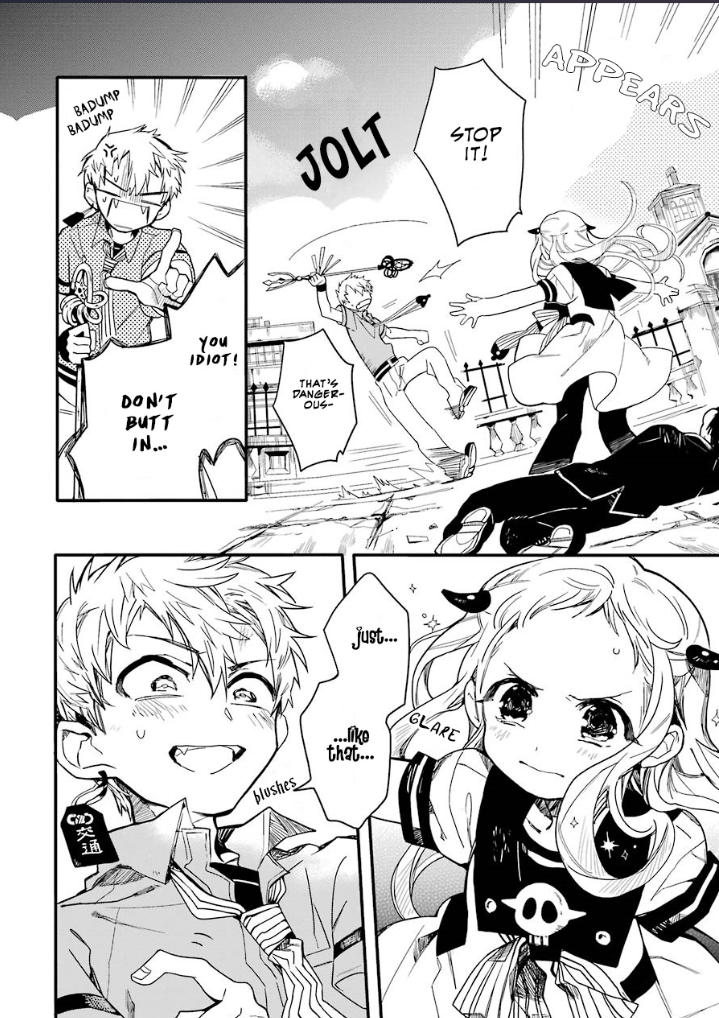 APPEARS
STOP
IT!
JOLT
THAT'S
DANGER-
OUS-
BADUMP
BADUMP
YOU
IDIOT!
DON'T
BUTT
IN...
GLARE
just...
...like
that...
blushes
交通